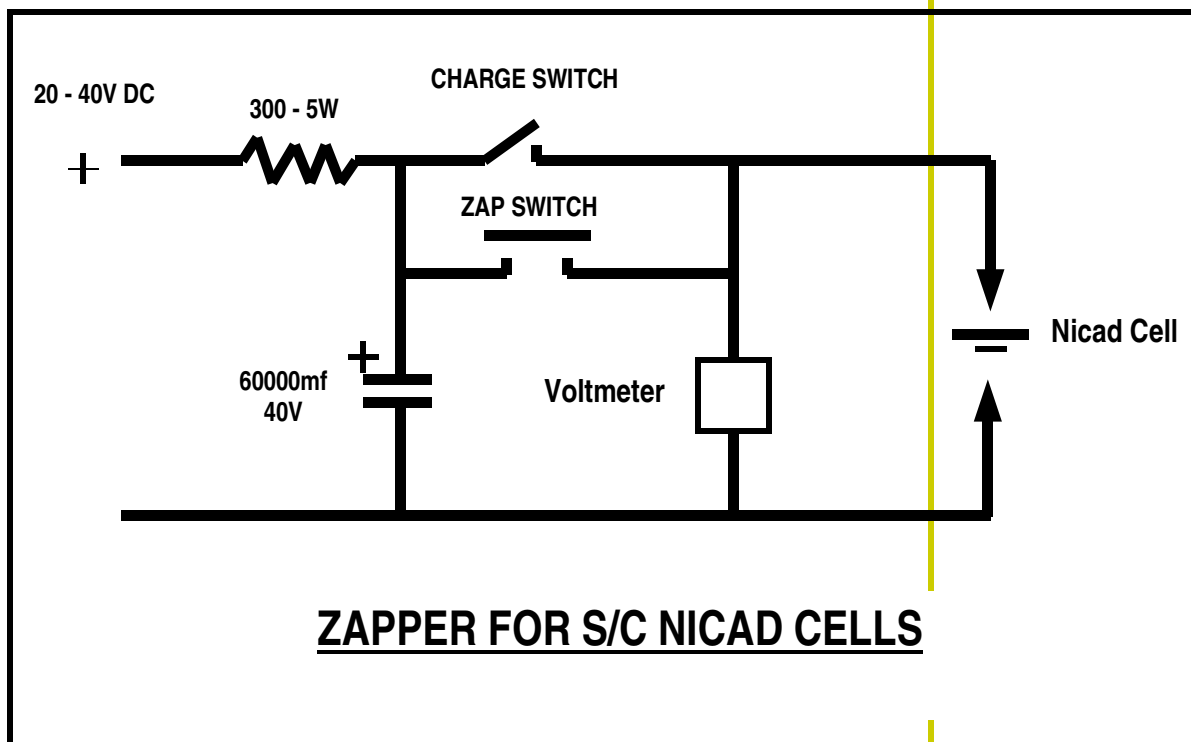 20 - 40V DC
300 - 5W
CHARGE SWITCH
+
ZAP SWITCH
+
60000mf
40V
Voltmeter
Nicad Cell
ZAPPER FOR S/C NICAD CELLS